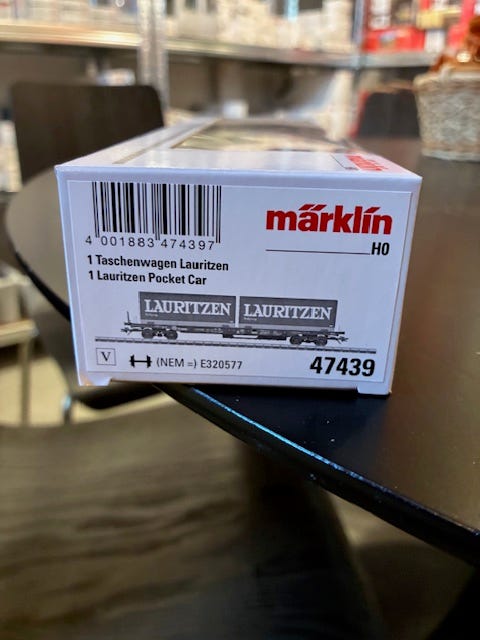 4 001883 474397
märklin
H0
1 Taschenwagen Lauritzen
1 Lauritzen Pocket Car
LAURITZEN LAURITZEN
V (NEM =) E320577
47439